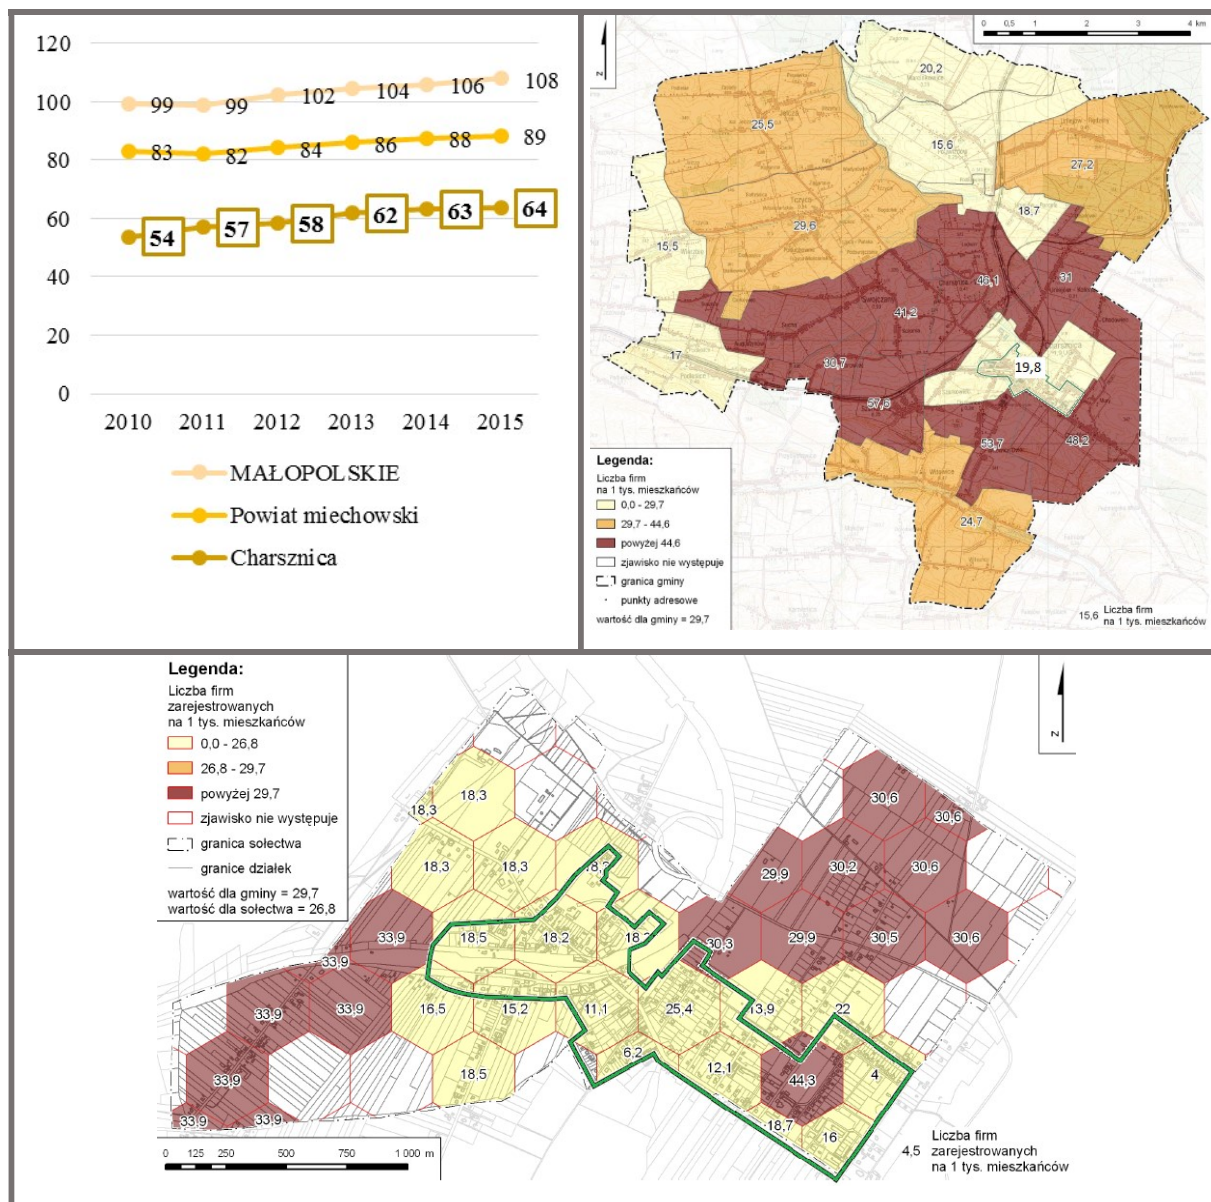 120
100
80
60
40
20
0
99
99
102
104
106
108
83
82
84
86
88
89
54
57
58
62
63
64
2010 2011 2012 2013 2014 2015
MAŁOPOLSKIE
Powiat miechowski
Charsznica
N
0 0,5 1 2 3 4 km
20,2
25,5
15,6
27,2
18,7
29,6
15,5
46,1
31
41,2
17
33,7
19,8
57,6
53,7
48,2
24,7
Legenda:
Liczba firm
na 1 tys. mieszkańców
0,0 - 29,7
29,7 - 44,6
powyżej 44,6
zjawisko nie występuje
granica gminy
punkty adresowe
wartość dla gminy = 29,7
15,6 Liczba firm
na 1 tys. mieszkańców
Legenda:
Liczba firm
zarejestrowanych
na 1 tys. mieszkańców
0,0 - 26,8
26,8 - 29,7
powyżej 29,7
zjawisko nie występuje
granica sołectwa
granice działek
wartość dla gminy = 29,7
wartość dla sołectwa = 26,8
N
18,3
18,3
30,6
30,6
18,3
18,3
29,9
30,2
30,6
33,9
33,9
18,5
18,2
30,3
29,9
30,5
30,6
33,9
33,9
16,5
15,2
11,1
25,4
13,9
22
33,9
18,5
6,2
12,1
44,3
4
33,9
33,9
18,7
16
0 125 250 500 750 1 000 m
4,5 Liczba firm
zarejestrowanych
na 1 tys. mieszkańców